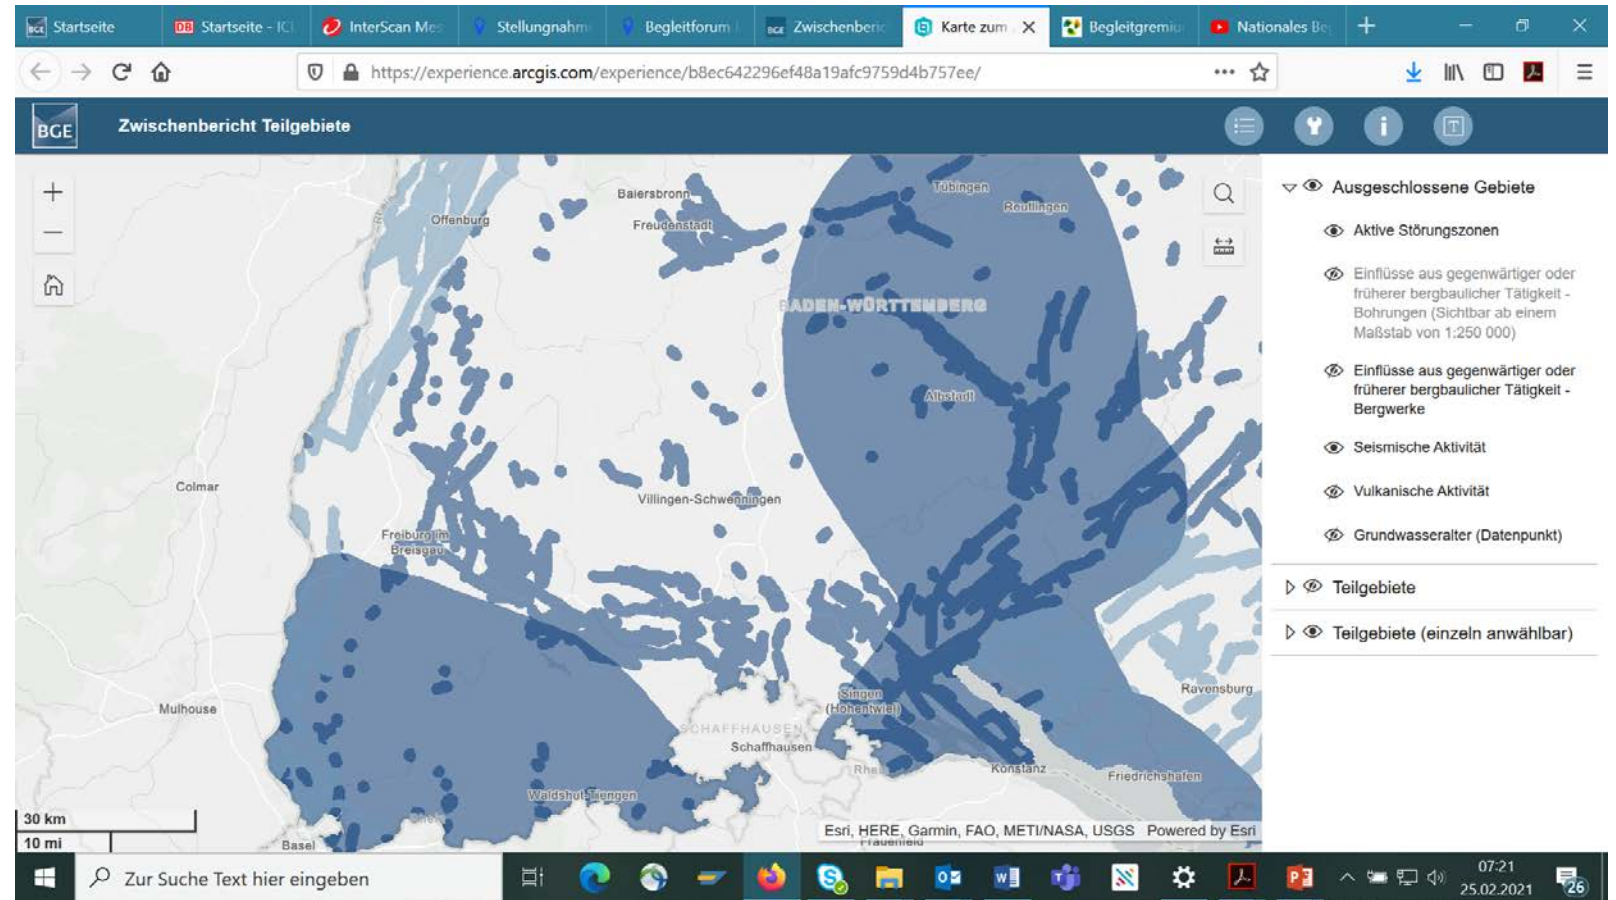 Startseite
Startseite - IC
InterScan Mes
Stellungnahm
Begleitforum
Zwischenberic
Karte zum
Begleitgremiu
Nationales Be
https://experience.arcgis.com/experience/b8ec642296ef48a19afc9759d4b757ee/
BGE
Zwischenbericht Teilgebiete
Baiersbronn
Tübingen
Offenburg
Freudenstadt
Reutlingen
BADEN-WÜRTTEMBERG
Albstadt
Colmar
Villingen-Schwenningen
Freiburg im
Breisgau
Ravensburg
Mulhouse
Singen
(Hohentwiel)
SCHAFFHAUSEN
Schaffhausen
Konstanz
Friedrichshafen
Waldshut-Tiengen
Basel
Frauenfeld
30 km
10 mi
Esri, HERE, Garmin, FAO, METI/NASA, USGS Powered by Esri
Ausgeschlossene Gebiete
Aktive Störungszonen
Einflüsse aus gegenwärtiger oder
früherer bergbaulicher Tätigkeit -
Bohrungen (Sichtbar ab einem
Maßstab von 1:250 000)
Einflüsse aus gegenwärtiger oder
früherer bergbaulicher Tätigkeit -
Bergwerke
Seismische Aktivität
Vulkanische Aktivität
Grundwasseralter (Datenpunkt)
Teilgebiete
Teilgebiete (einzeln anwählbar)
Zur Suche Text hier eingeben
07:21
25.02.2021
26